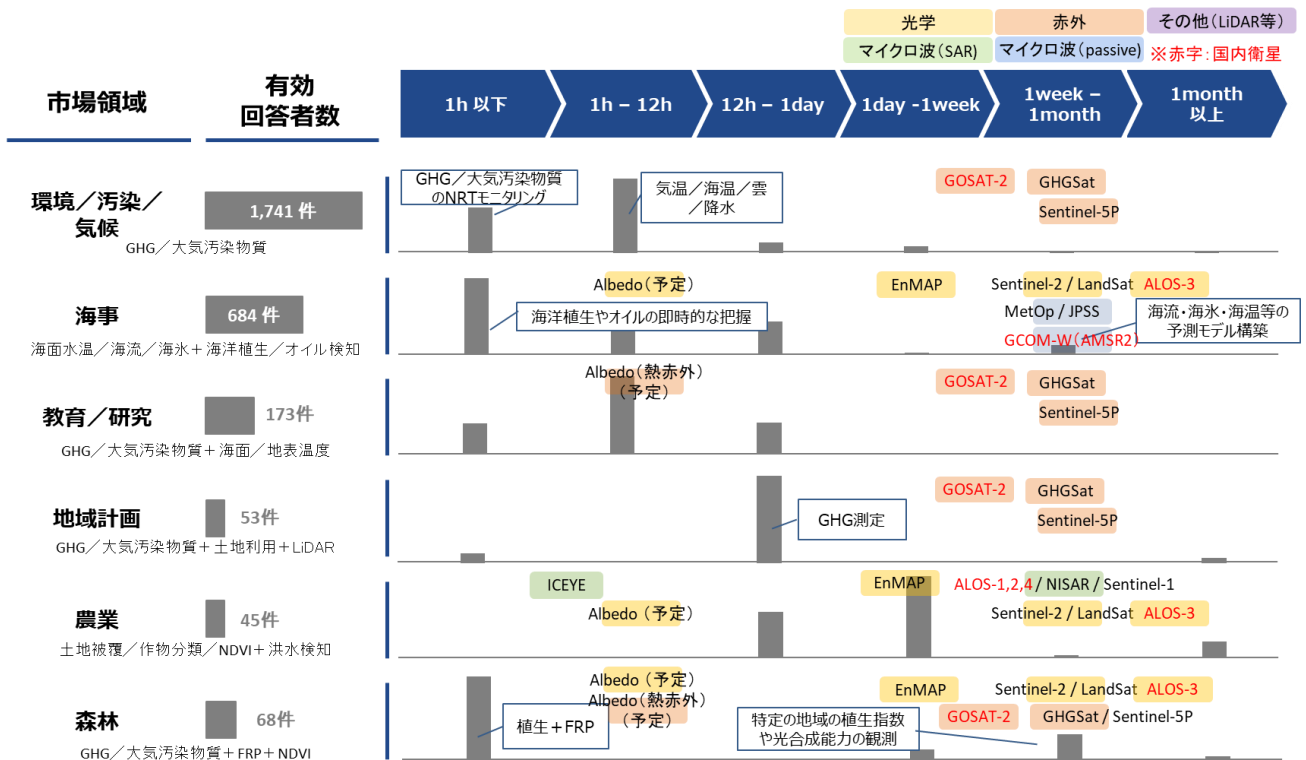 光学
赤外
その他(LiDAR等)
マイクロ波(SAR)
マイクロ波(passive)
※赤字:国内衛星
市場領域
有効
回答者数
1h 以下
1h – 12h
12h – 1day
1day -1week
1week –
1month
1month
以上
環境/汚染/
気候
GHG/大気汚染物質
1,741 件
GHG/大気汚染物質
のNRTモニタリング
気温/海温/雲
/降水
GOSAT-2
GHGSat
Sentinel-5P
海事
海面水温/海流/海氷+海洋植生/オイル検知
684 件
Albedo(予定)
海洋植生やオイルの即時的な把握
EnMAP
Sentinel-2 / LandSat
ALOS-3
MetOp / JPSS
GCOM-W(AMSR2)
海流・海氷・海温等の
予測モデル構築
教育/研究
GHG/大気汚染物質+海面/地表温度
173件
Albedo(熱赤外)
(予定)
GOSAT-2
GHGSat
Sentinel-5P
地域計画
GHG/大気汚染物質+土地利用+LiDAR
53件
GHG測定
GOSAT-2
GHGSat
Sentinel-5P
農業
土地被覆/作物分類/NDVI+洪水検知
45件
ICEYE
Albedo(予定)
EnMAP
ALOS-1,2,4 / NISAR / Sentinel-1
Sentinel-2 / LandSat
ALOS-3
森林
GHG/大気汚染物質+FRP+NDVI
68件
植生+FRP
Albedo(予定)
Albedo(熱赤外)
(予定)
EnMAP
Sentinel-2 / LandSat
ALOS-3
GOSAT-2
GHGSat / Sentinel-5P
特定の地域の植生指数
や光合成能力の観測